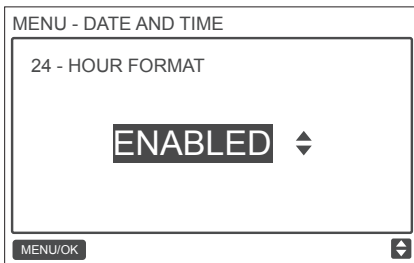 MENU - DATE AND TIME
24 - HOUR FORMAT
ENABLED
MENU/OK